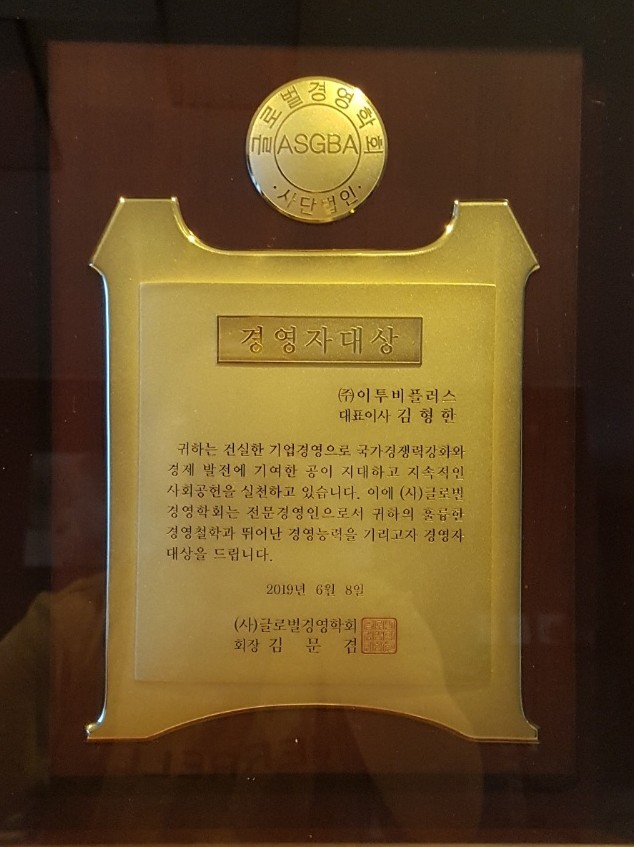 글로벌경영학회
ASGBA
·사단법인·
경영자대상
㈜이투비플러스
대표이사 김형한
귀하는 건실한 기업경영으로 국가경쟁력강화와
경제 발전에 기여한 공이 지대하고 지속적인
사회공헌을 실천하고 있습니다. 이에 (사)글로벌
경영학회는 전문경영인으로서 귀하의 훌륭한
경영철학과 뛰어난 경영능력을 기리고자 경영자
대상을 드립니다.
2019년 6월 8일
(사)글로벌경영학회
회장 김 문 겸